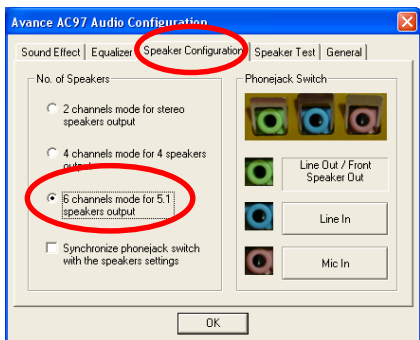 Avance AC97 Audio Configuration
Sound Effect
Equalizer
Speaker Configuration
Speaker Test
General
No. of Speakers
2 channels mode for stereo
speakers output
4 channels mode for 4 speakers
output
6 channels mode for 5.1
speakers output
Synchronize phonejack switch
with the speakers settings
Phonejack Switch
Line Out / Front
Speaker Out
Line In
Mic In
OK